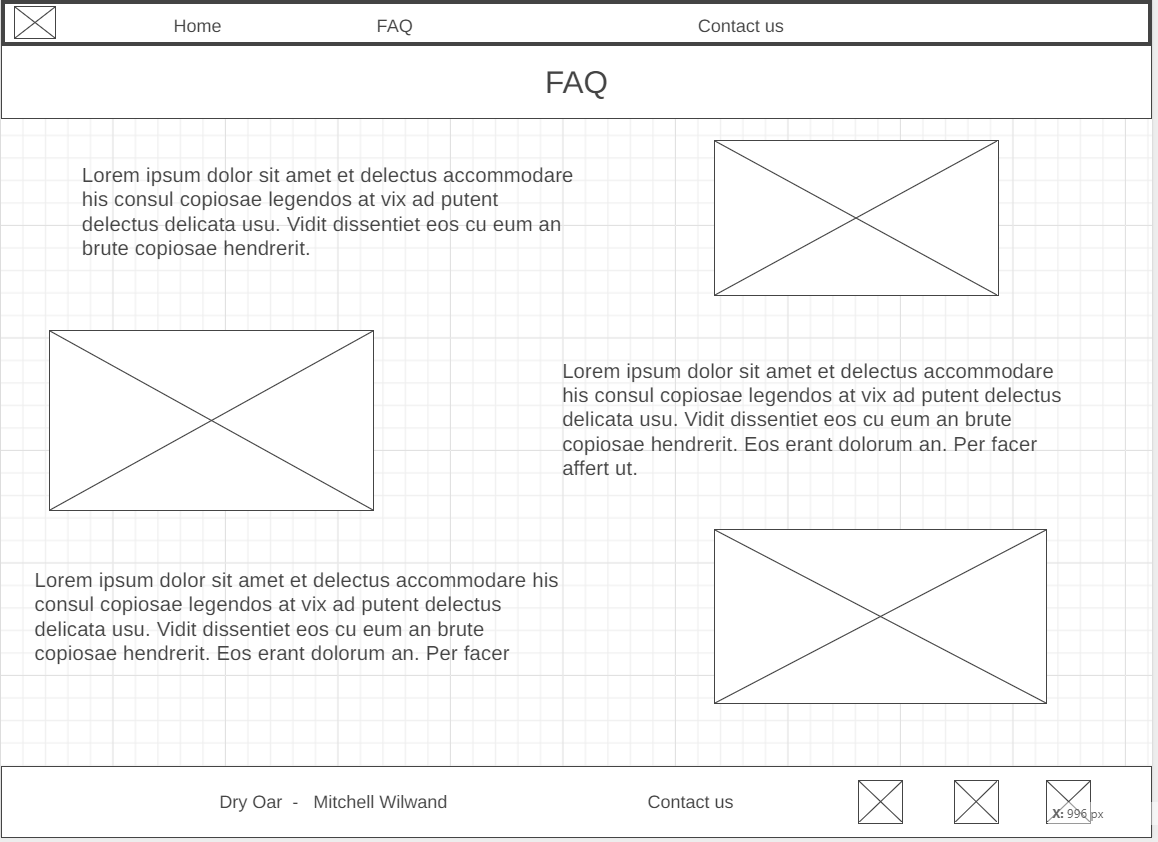 Home FAQ Contact us
FAQ
Lorem ipsum dolor sit amet et delectus accommodare
his consul copiosae legendos at vix ad putent
delectus delicata usu. Vidit dissentiet eos cu eum an
brute copiosae hendrerit.
Lorem ipsum dolor sit amet et delectus accommodare
his consul copiosae legendos at vix ad putent delectus
delicata usu. Vidit dissentiet eos cu eum an brute
copiosae hendrerit. Eos erant dolorum an. Per facer
affert ut.
Lorem ipsum dolor sit amet et delectus accommodare his
consul copiosae legendos at vix ad putent delectus
delicata usu. Vidit dissentiet eos cu eum an brute
copiosae hendrerit. Eos erant dolorum an. Per facer
Dry Oar - Mitchell Wilwand Contact us
X: 996 px